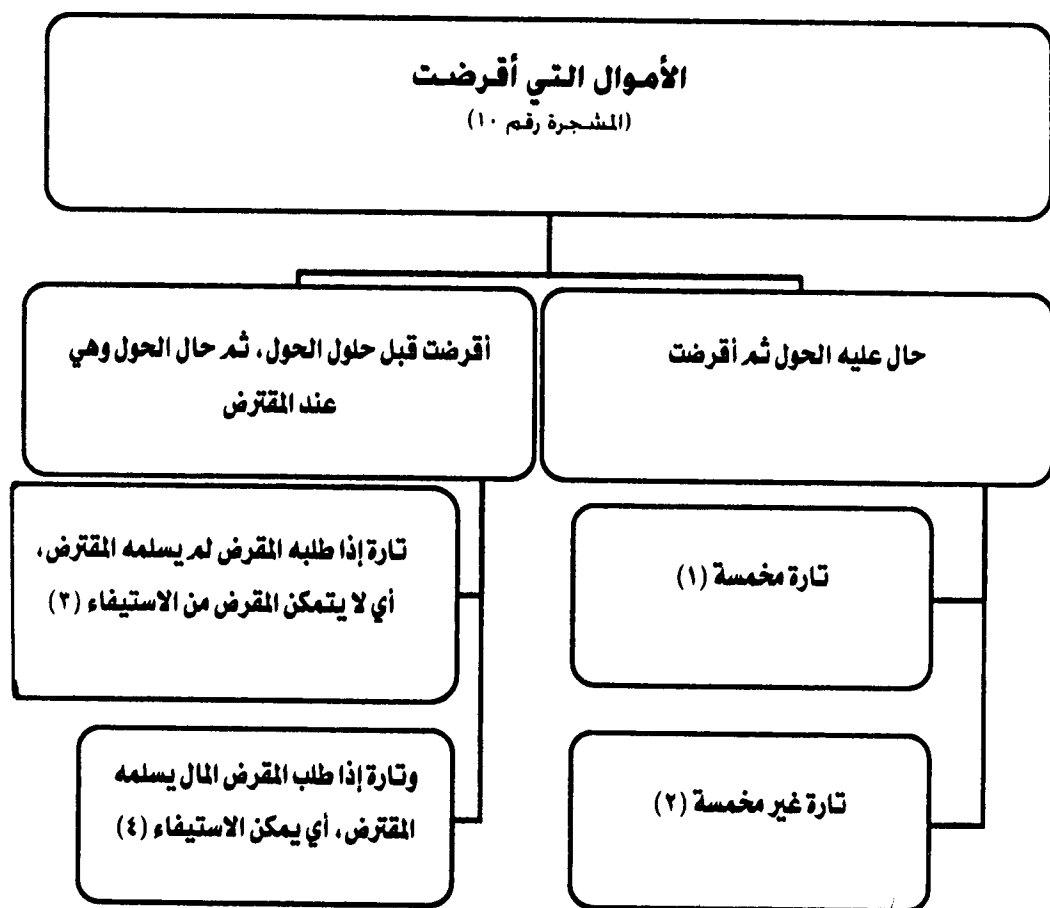 الأموال التي أقرضت
(المشجرة رقم ١٠)
حال عليه الحول ثم أقرضت
تارة مخمسة (١)
تارة غير مخمسة (٢)
أقرضت قبل حلول الحول، ثم حال الحول وهي
عند المقترض
تارة إذا طلبه المقرض لم يسلمه المقترض،
أي لا يتمكن المقرض من الاستيفاء (٣)
وتارة إذا طلب المقرض المال يسلمه
المقترض، أي يمكن الاستيفاء (٤)